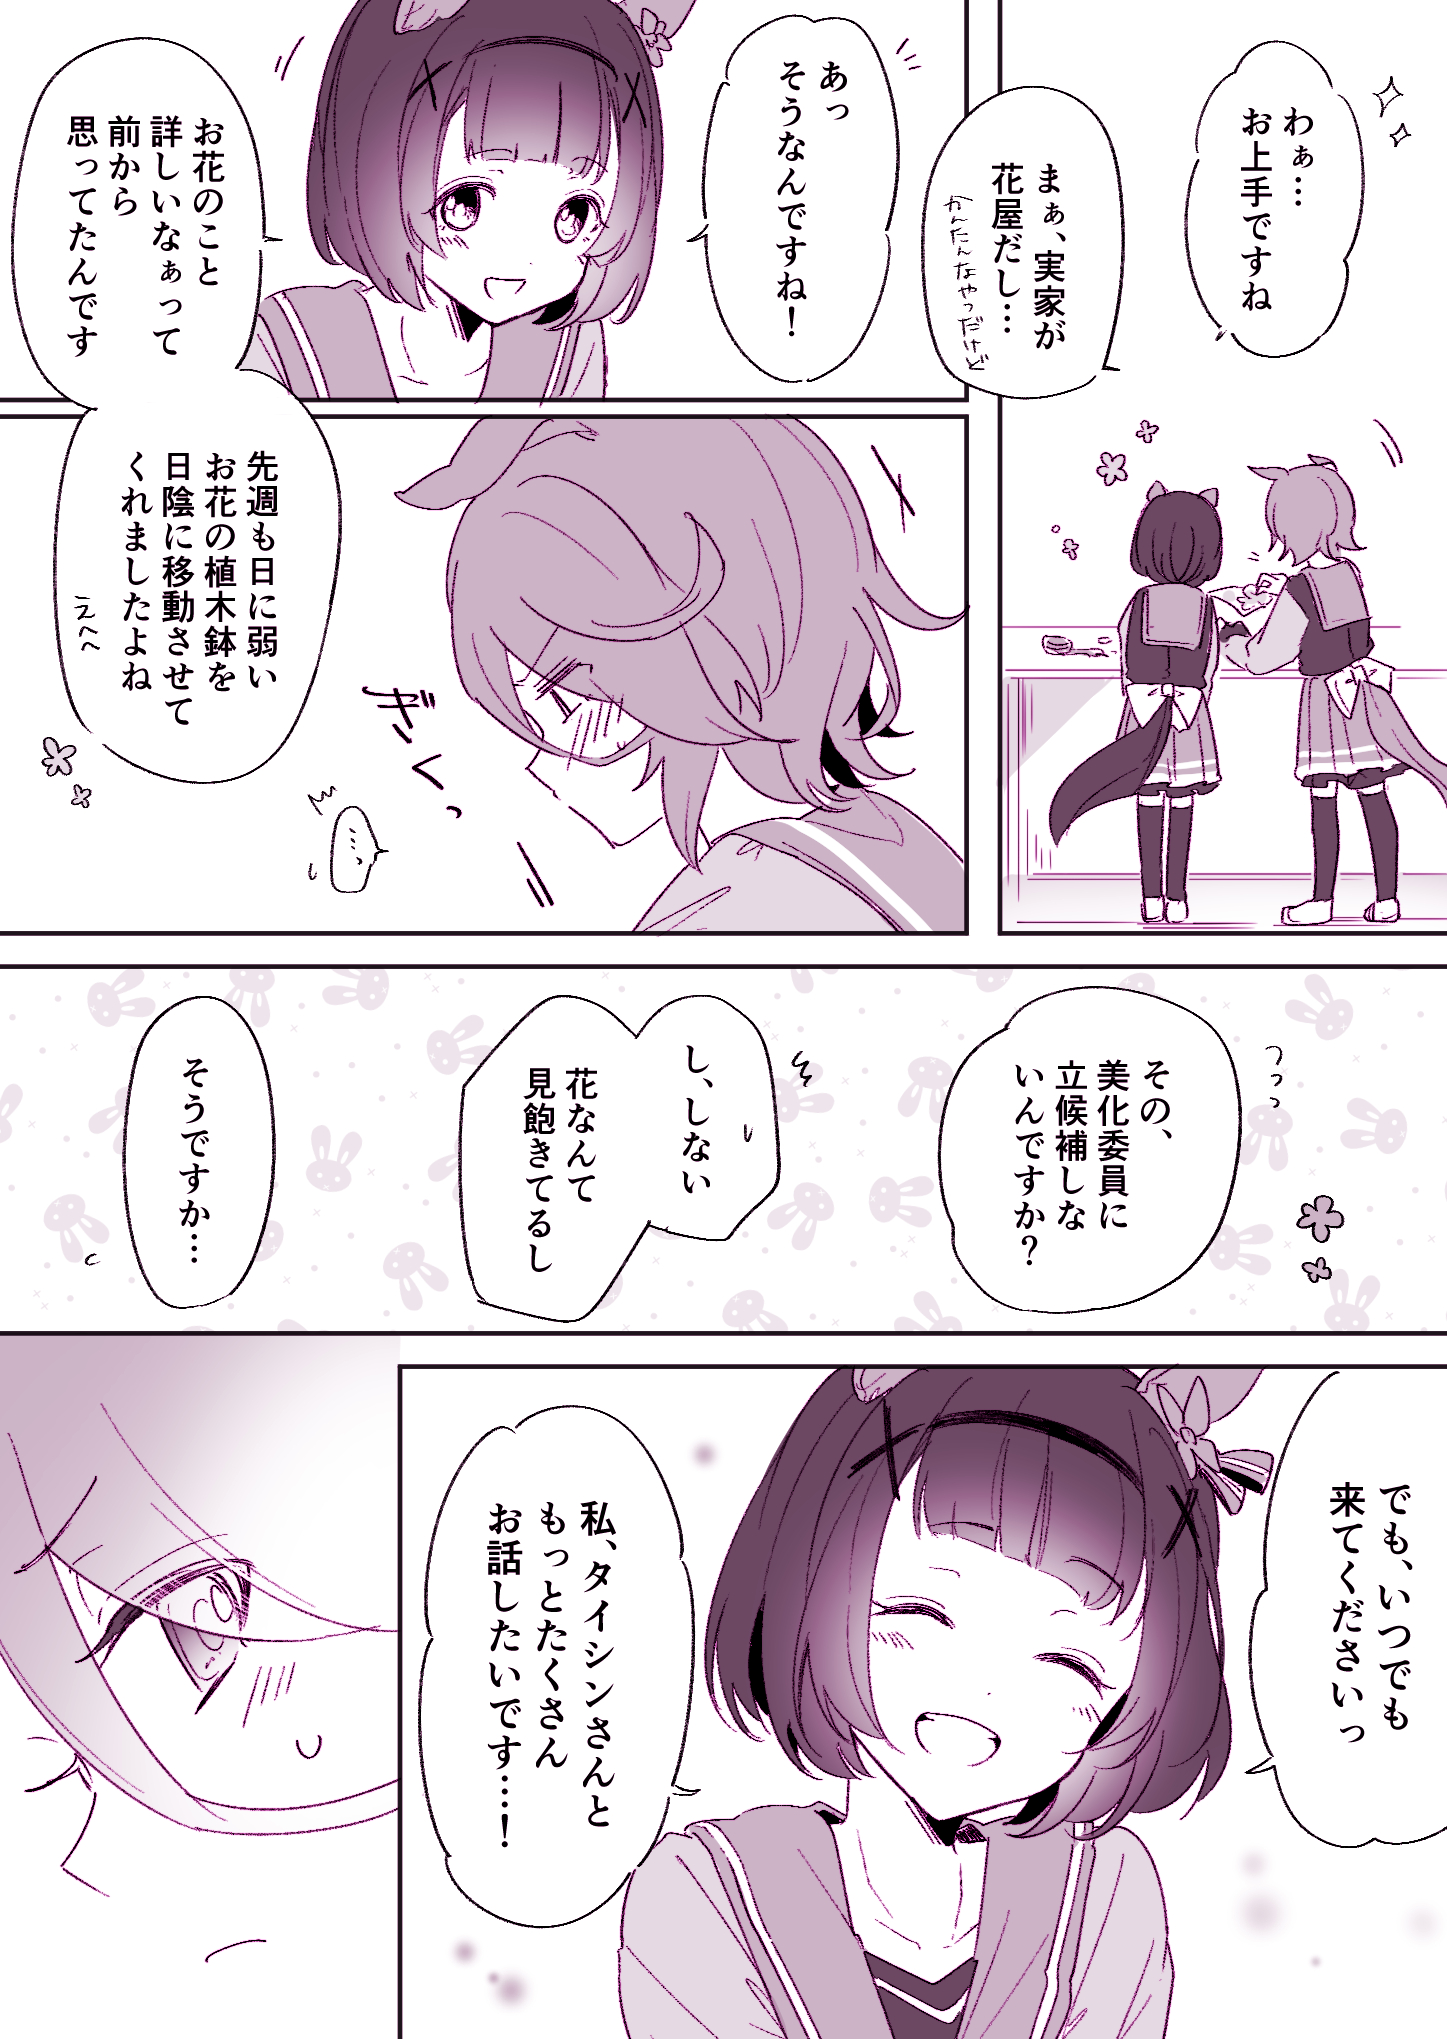 わぁ…
お上手ですね
まぁ、実家が
花屋だし…
かんたんなやつだけど
あっ
そうなんですね！
お花のこと
詳しいなぁって
前から
思ってたんです
先週も日に弱い
お花の植木鉢を
日陰に移動させて
くれましたよね
えへへ
ぎくっ
…っ
その、
美化委員に
立候補しな
いんですか？
し、しない
花なんて
見飽きてるし
そうですか…
でも、いつでも
来てくださいっ
私、タイシンさんと
もっとたくさん
お話したいです…！